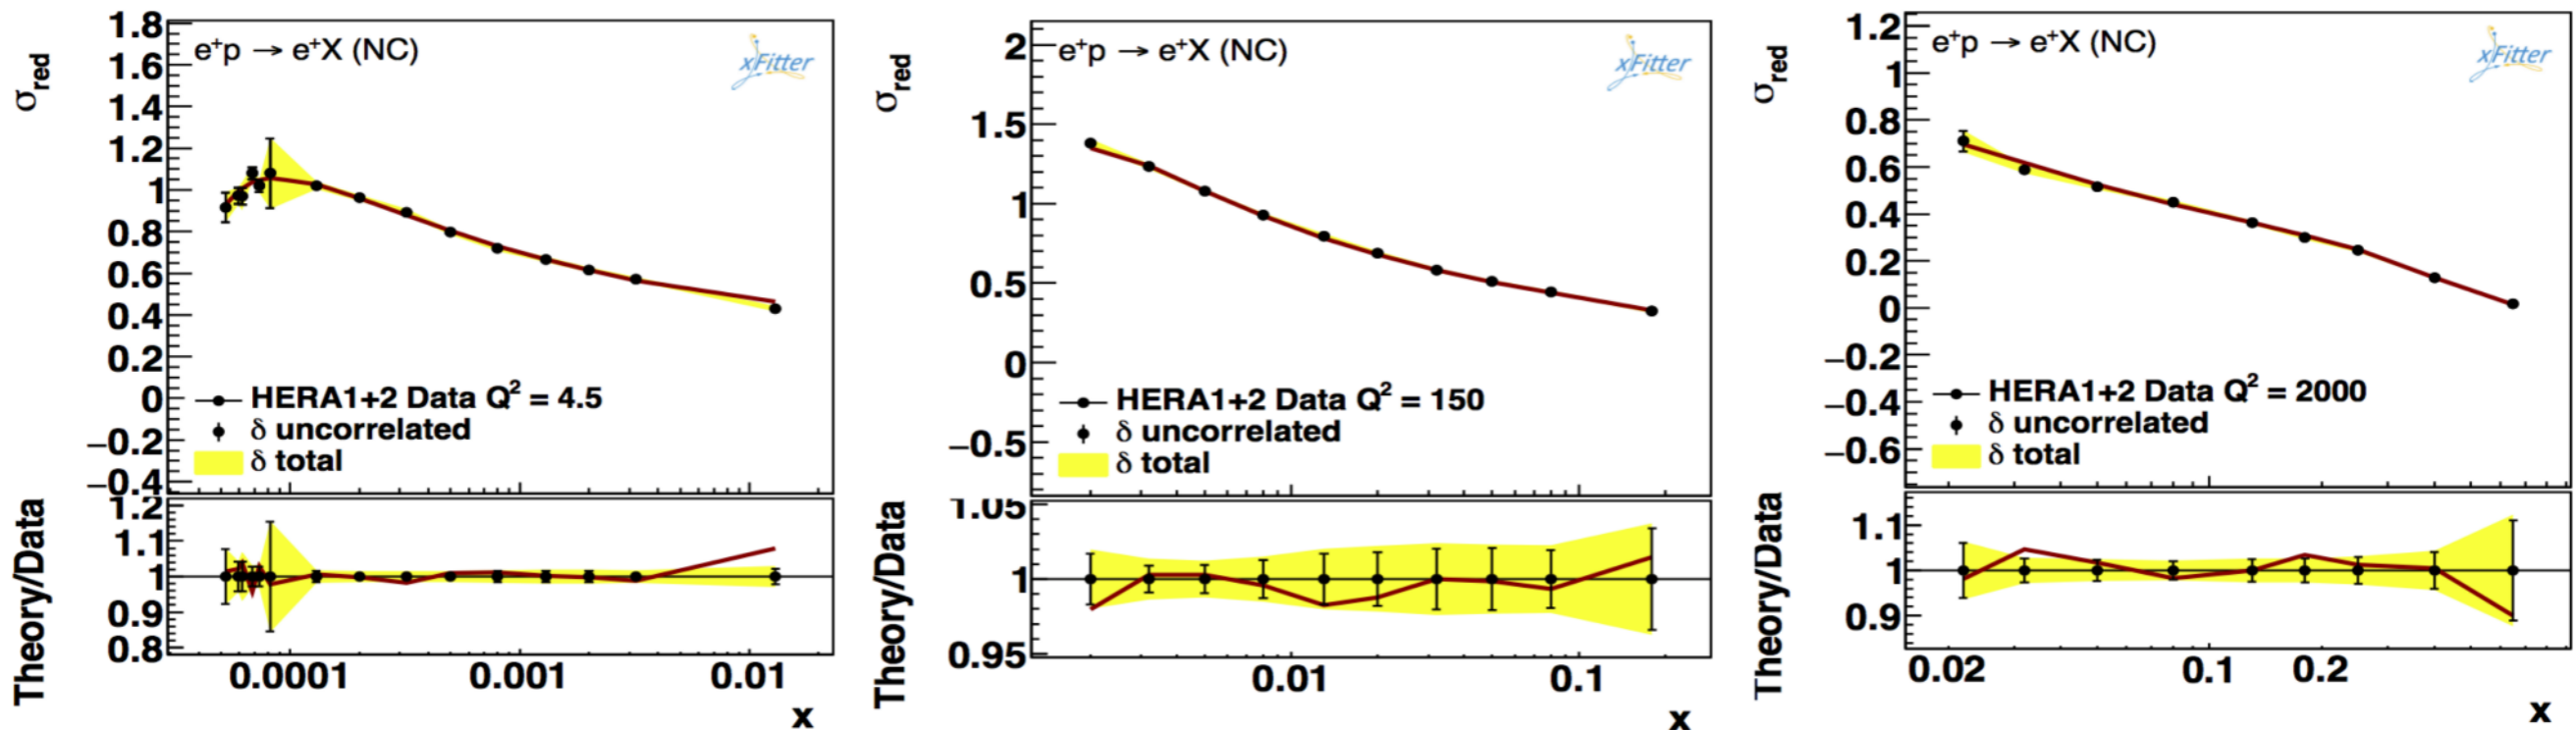 1.8
e⁺p → e⁺X (NC)
xFitter
σred
1.6
1.4
1.2
1
0.8
0.6
0.4
0.2
0
−0.2
−0.4
HERA1+2 Data Q² = 4.5
δ uncorrelated
δ total
Theory/Data
1.2
1.1
1
0.9
0.8
0.0001 0.001 0.01
x
e⁺p → e⁺X (NC)
xFitter
σred
2
1.5
1
0.5
0
−0.5
HERA1+2 Data Q² = 150
δ uncorrelated
δ total
Theory/Data
1.05
1
0.95
0.01 0.1
x
1.2
e⁺p → e⁺X (NC)
xFitter
σred
1
0.8
0.6
0.4
0.2
0
−0.2
−0.4
−0.6
HERA1+2 Data Q² = 2000
δ uncorrelated
δ total
Theory/Data
1.1
1
0.9
0.02 0.1 0.2
x